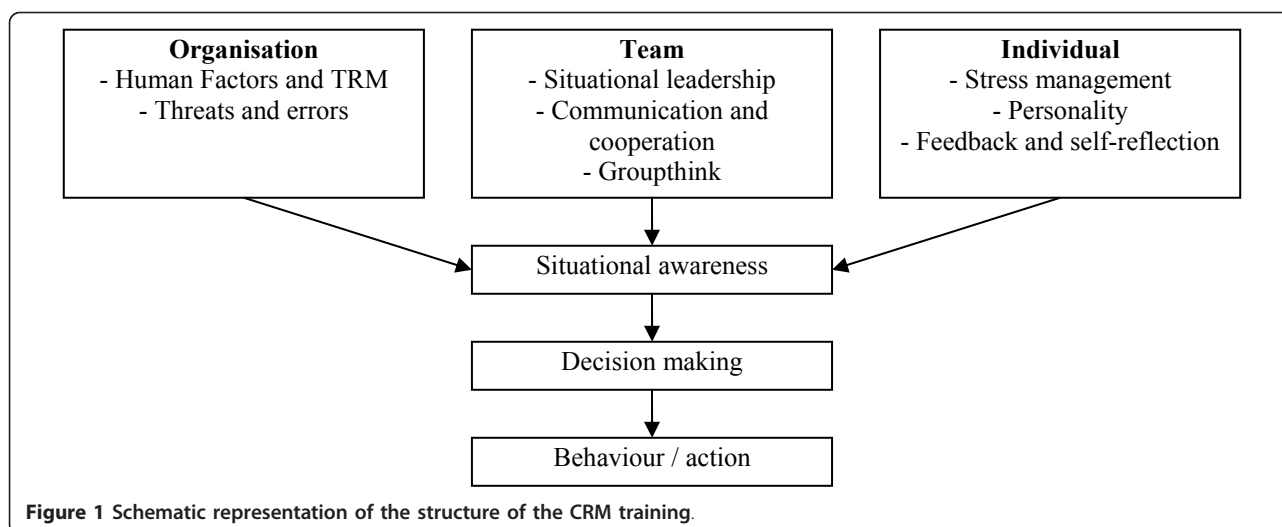 Organisation
- Human Factors and TRM
- Threats and errors
Team
- Situational leadership
- Communication and
cooperation
- Groupthink
Individual
- Stress management
- Personality
- Feedback and self-reflection
Situational awareness
Decision making
Behaviour / action
Figure 1 Schematic representation of the structure of the CRM training.